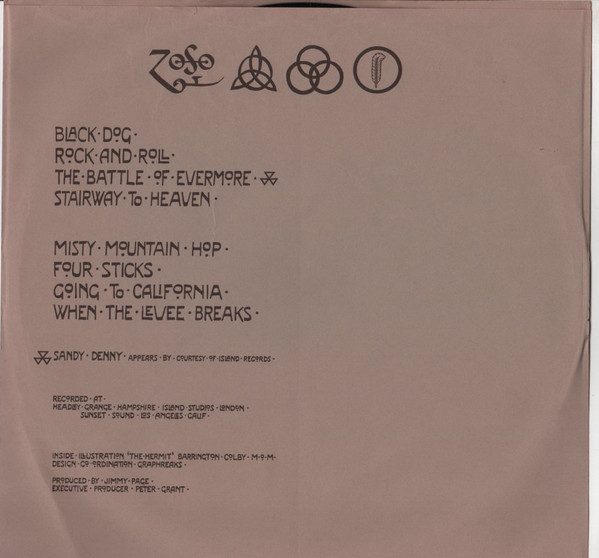 ZOSO
BLACK·DOG·
ROCK·AND·ROLL·
THE·BATTLE·OF·EVERMORE·
STAIRWAY·TO·HEAVEN·
MISTY·MOUNTAIN·HOP·
FOUR·STICKS·
GOING·TO·CALIFORNIA·
WHEN·THE·LEVEE·BREAKS·
SANDY·DENNY·APPEARS·BY·COURTESY·OF·ISLAND·RECORDS·
RECORDED·AT·
HEADLEY·GRANGE·HAMPSHIRE·ISLAND·STUDIOS·LONDON·
SUNSET·SOUND·LOS·ANGELES·CALIF·
INSIDE·ILLUSTRATION "THE·HERMIT" BARRINGTON·COLBY·M·O·M·
DESIGN·CO·ORDINATION·GRAPHREAKS·
PRODUCED·BY·JIMMY·PAGE·
EXECUTIVE·PRODUCER·PETER·GRANT·